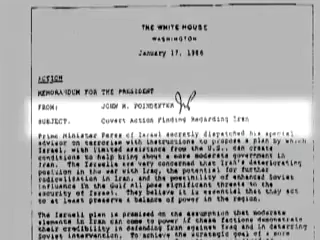 THE WHITE HOUSE
WASHINGTON
January 17, 1986
ACTION
MEMORANDUM FOR THE PRESIDENT
FROM: JOHN M. POINDEXTER
SUBJECT: Covert Action Finding Regarding Iran
Prime Minister Peres of Israel secretly dispatched his special
advisor on terrorism with instructions to propose a plan by which
Israel, with limited assistance from the U.S., can create
conditions to help bring about a more moderate government in
Iran. The Israelis are very concerned that Iran's deteriorating
position in the war with Iraq, the potential for further
radicalization in Iran, and the possibility of enhanced Soviet
influence in the Gulf all pose significant threats to the
security of Israel. They believe it is essential that they act
to at least preserve a balance of power in the region.
The Israeli plan is premised on the assumption that moderate
elements in Iran can come to power if these factions demonstrate
their credibility in defending Iran against Iraq and in deterring
Soviet intervention. To achieve the strategic goal of a more